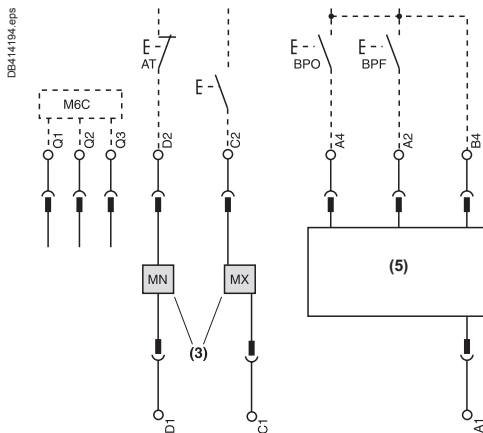 DB414194.eps
AT
BPO
BPF
M6C
Q1
Q2
Q3
D2
C2
A4
A2
B4
MN
MX
(5)
(3)
D1
C1
A1